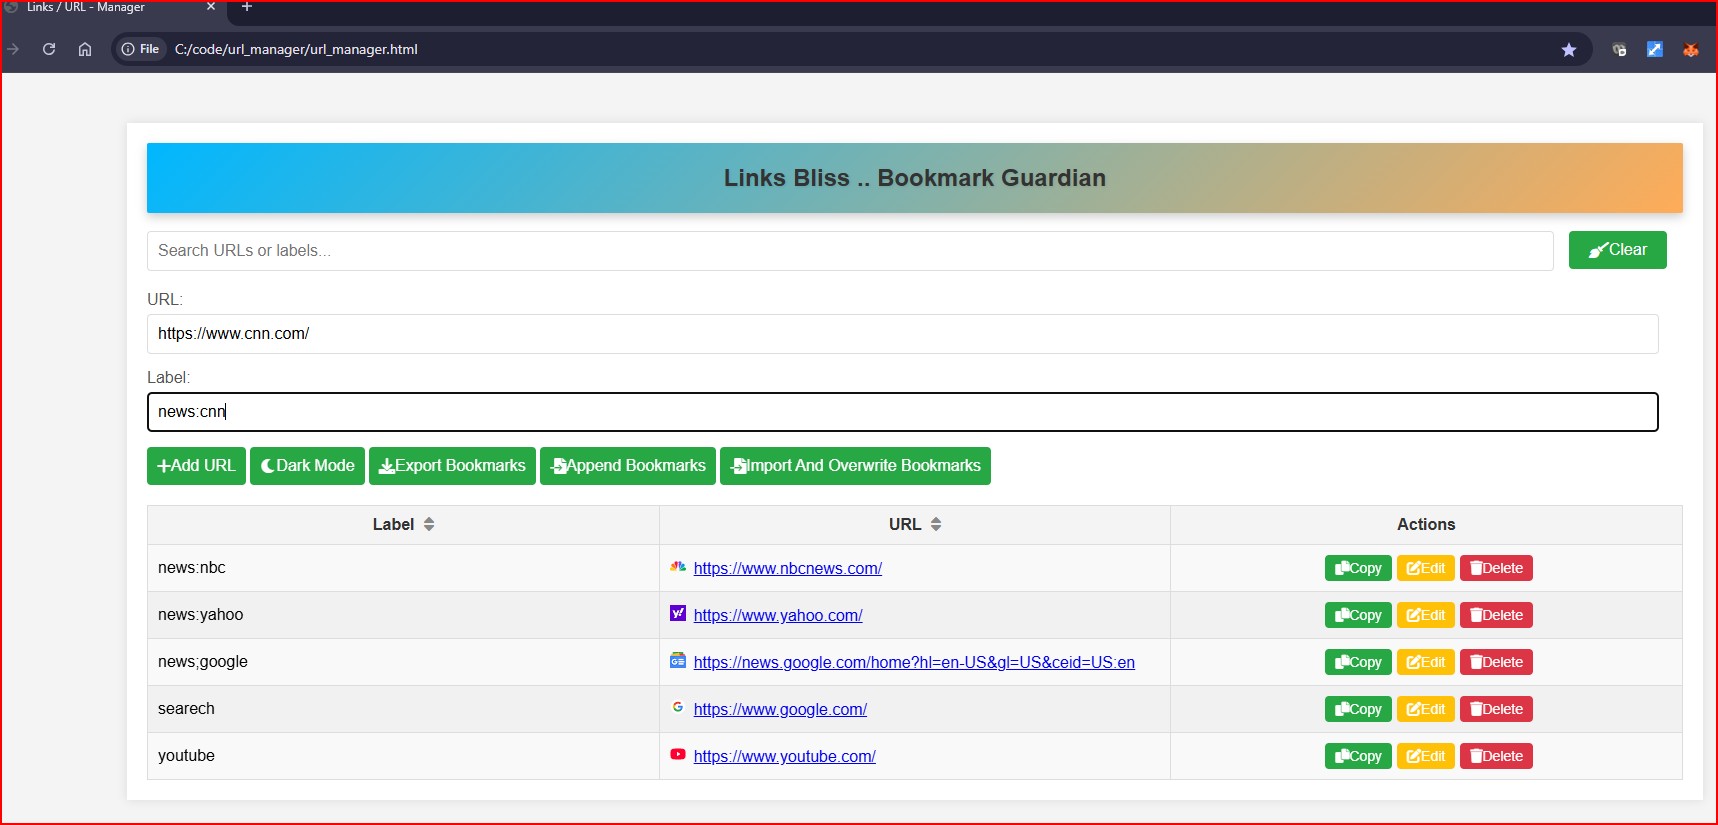 Links / URL - Manager
File C:/code/url_manager/url_manager.html
Links Bliss .. Bookmark Guardian
Search URLs or labels... Clear
URL:
https://www.cnn.com/
Label:
news:cnn
Add URL Dark Mode Export Bookmarks Append Bookmarks Import And Overwrite Bookmarks
Label URL Actions
news:nbc https://www.nbcnews.com/ Copy Edit Delete
news:yahoo y! https://www.yahoo.com/ Copy Edit Delete
news;google https://news.google.com/home?hl=en-US&gl=US&ceid=US:en Copy Edit Delete
searech G https://www.google.com/ Copy Edit Delete
youtube https://www.youtube.com/ Copy Edit Delete